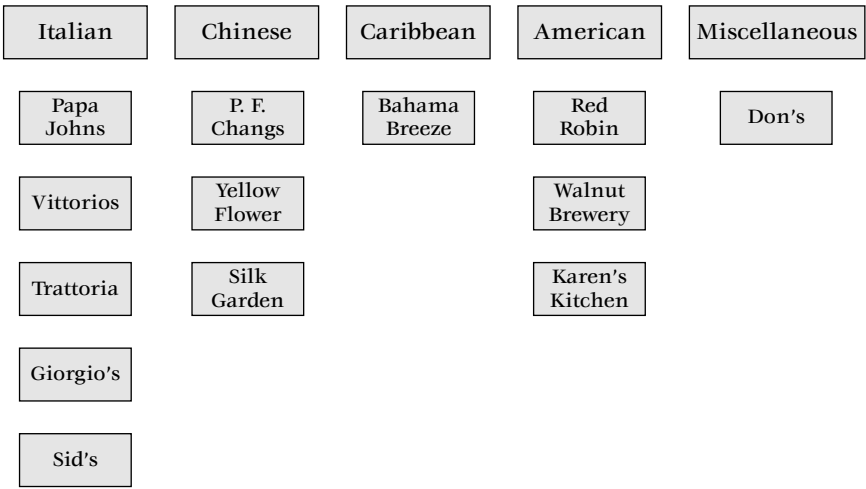 Italian
Chinese
Caribbean
American
Miscellaneous
Papa
Johns
P. F.
Changs
Bahama
Breeze
Red
Robin
Don's
Vittorios
Yellow
Flower
Walnut
Brewery
Trattoria
Silk
Garden
Karen's
Kitchen
Giorgio's
Sid's